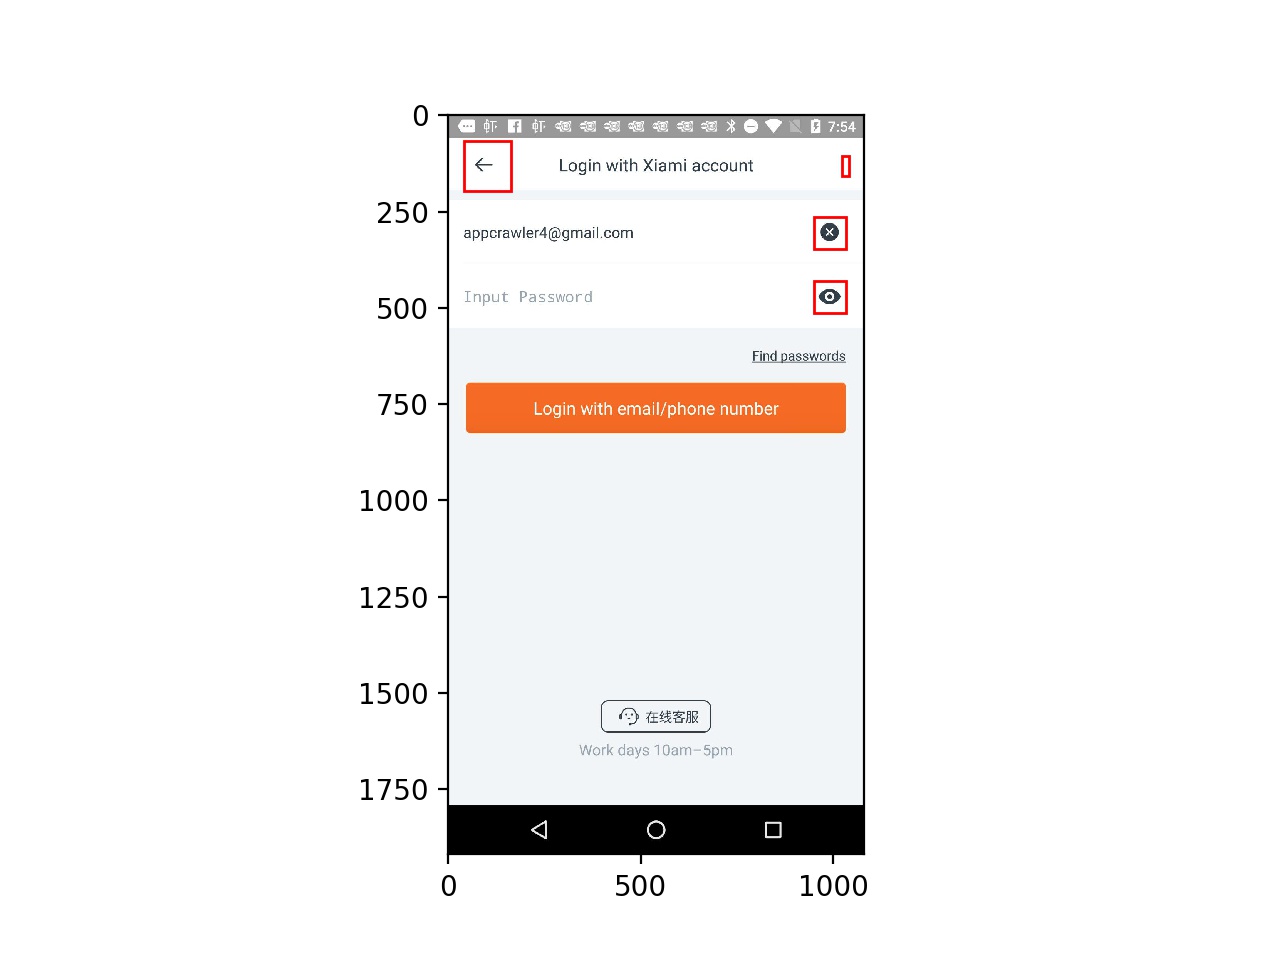 7:54
Login with Xiami account
appcrawler4@gmail.com
Input Password
Find passwords
Login with email/phone number
在线客服
Work days 10am–5pm
0
250
500
750
1000
1250
1500
1750
0
500
1000